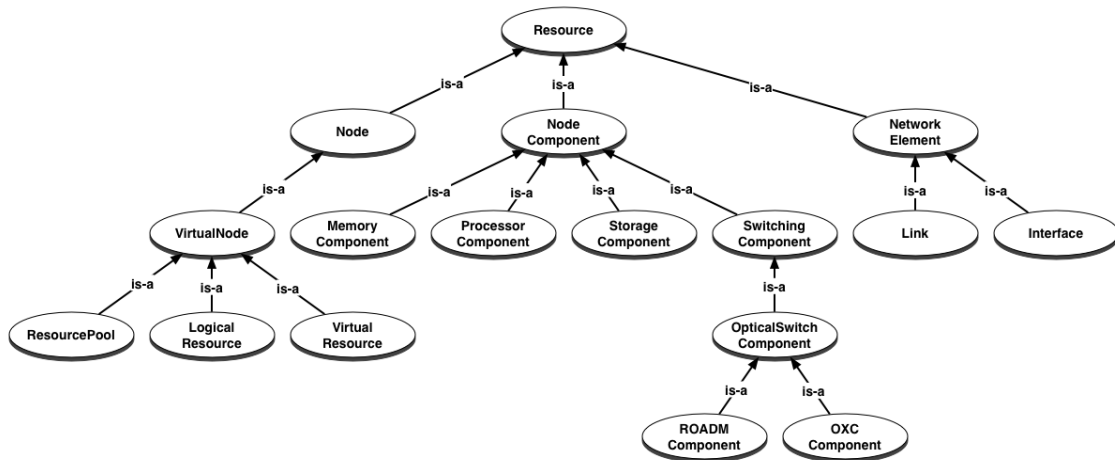 Resource
is-a
is-a
is-a
Node
Node
Component
Network
Element
is-a
is-a
is-a
is-a
is-a
is-a
is-a
VirtualNode
Memory
Component
Processor
Component
Storage
Component
Switching
Component
Link
Interface
is-a
is-a
is-a
is-a
ResourcePool
Logical
Resource
Virtual
Resource
OpticalSwitch
Component
is-a
is-a
ROADM
Component
OXC
Component